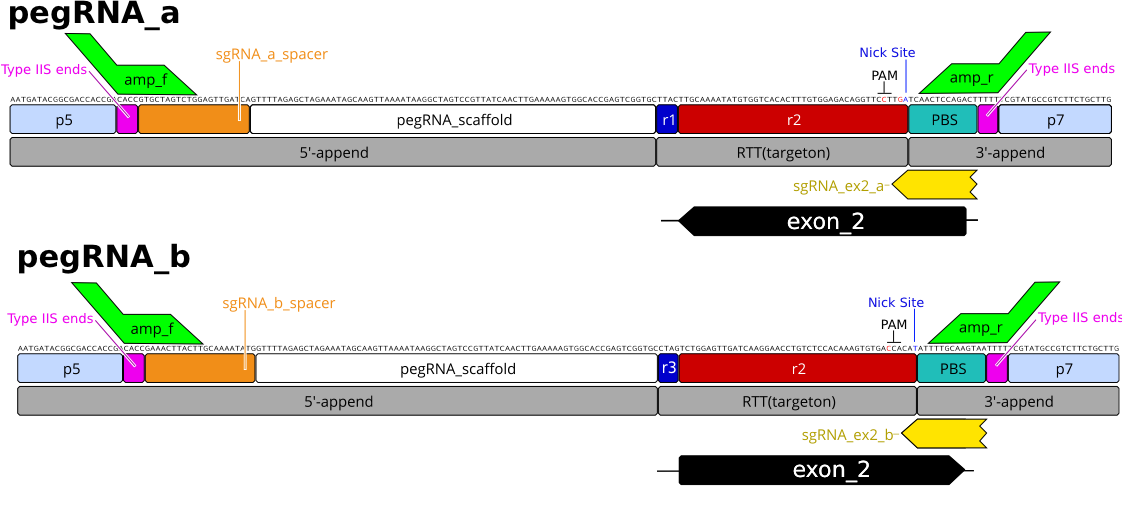 pegRNA_a
sgRNA_a_spacer
Nick Site
Type IIS ends
amp_f
PAM
amp_r
Type IIS ends
p5
pegRNA_scaffold
r1
r2
PBS
p7
5'-append
RTT(targeton)
3'-append
sgRNA_ex2_a
exon_2
pegRNA_b
sgRNA_b_spacer
Nick Site
Type IIS ends
amp_f
PAM
amp_r
Type IIS ends
p5
pegRNA_scaffold
r3
r2
PBS
p7
5'-append
RTT(targeton)
3'-append
sgRNA_ex2_b
exon_2